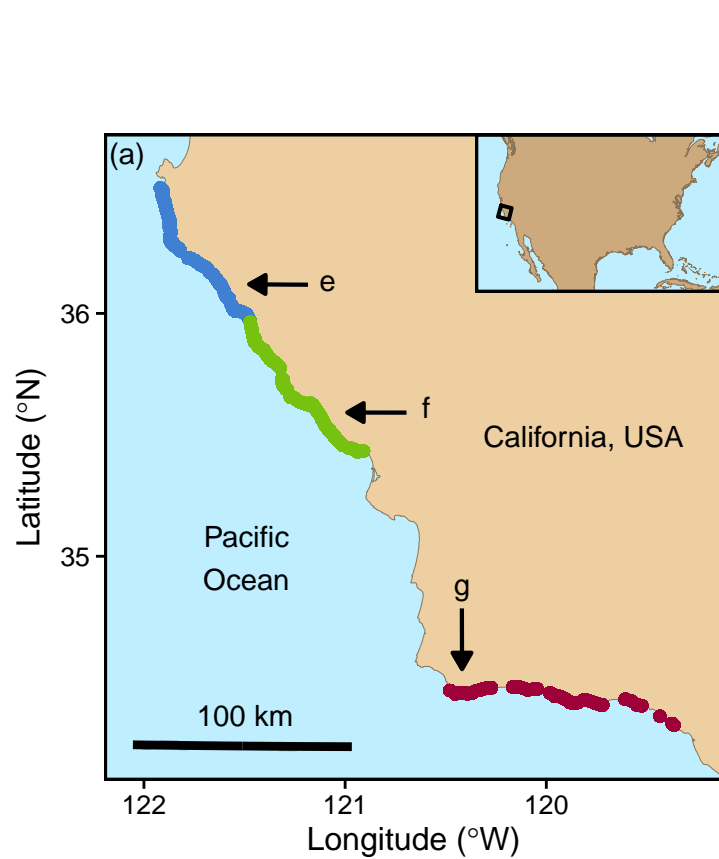 (a)
e
36
f
California, USA
Latitude (°N)
Pacific
Ocean
35
g
100 km
122
121
120
Longitude (°W)